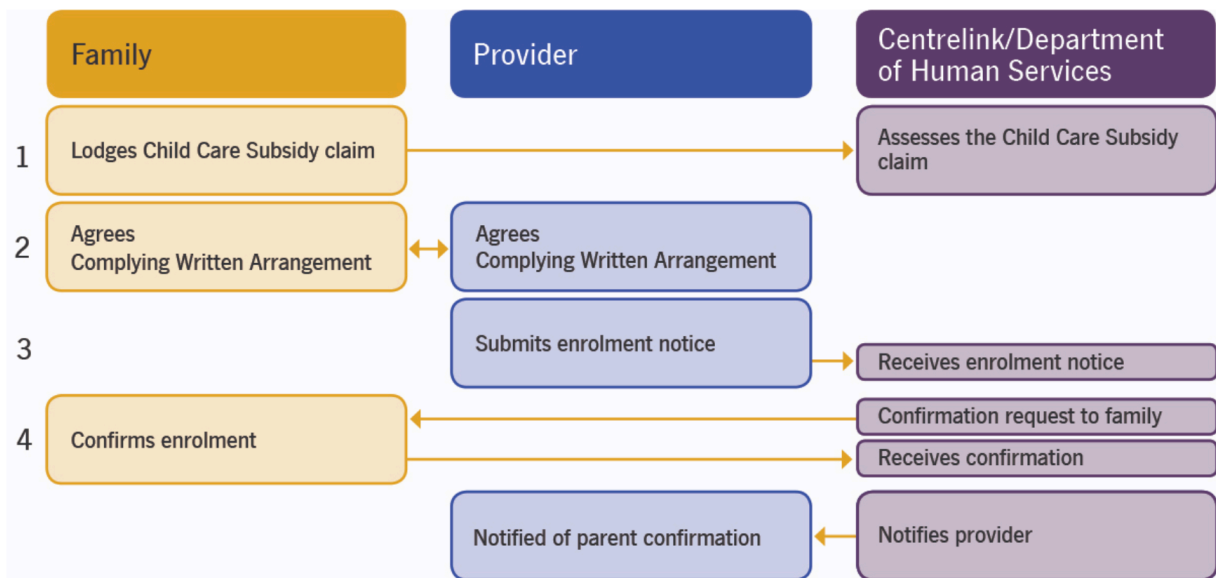 Family
Provider
Centrelink/Department
of Human Services
1
Lodges Child Care Subsidy claim
Assesses the Child Care Subsidy
claim
2
Agrees
Complying Written Arrangement
Agrees
Complying Written Arrangement
3
Submits enrolment notice
Receives enrolment notice
4
Confirms enrolment
Confirmation request to family
Receives confirmation
Notified of parent confirmation
Notifies provider